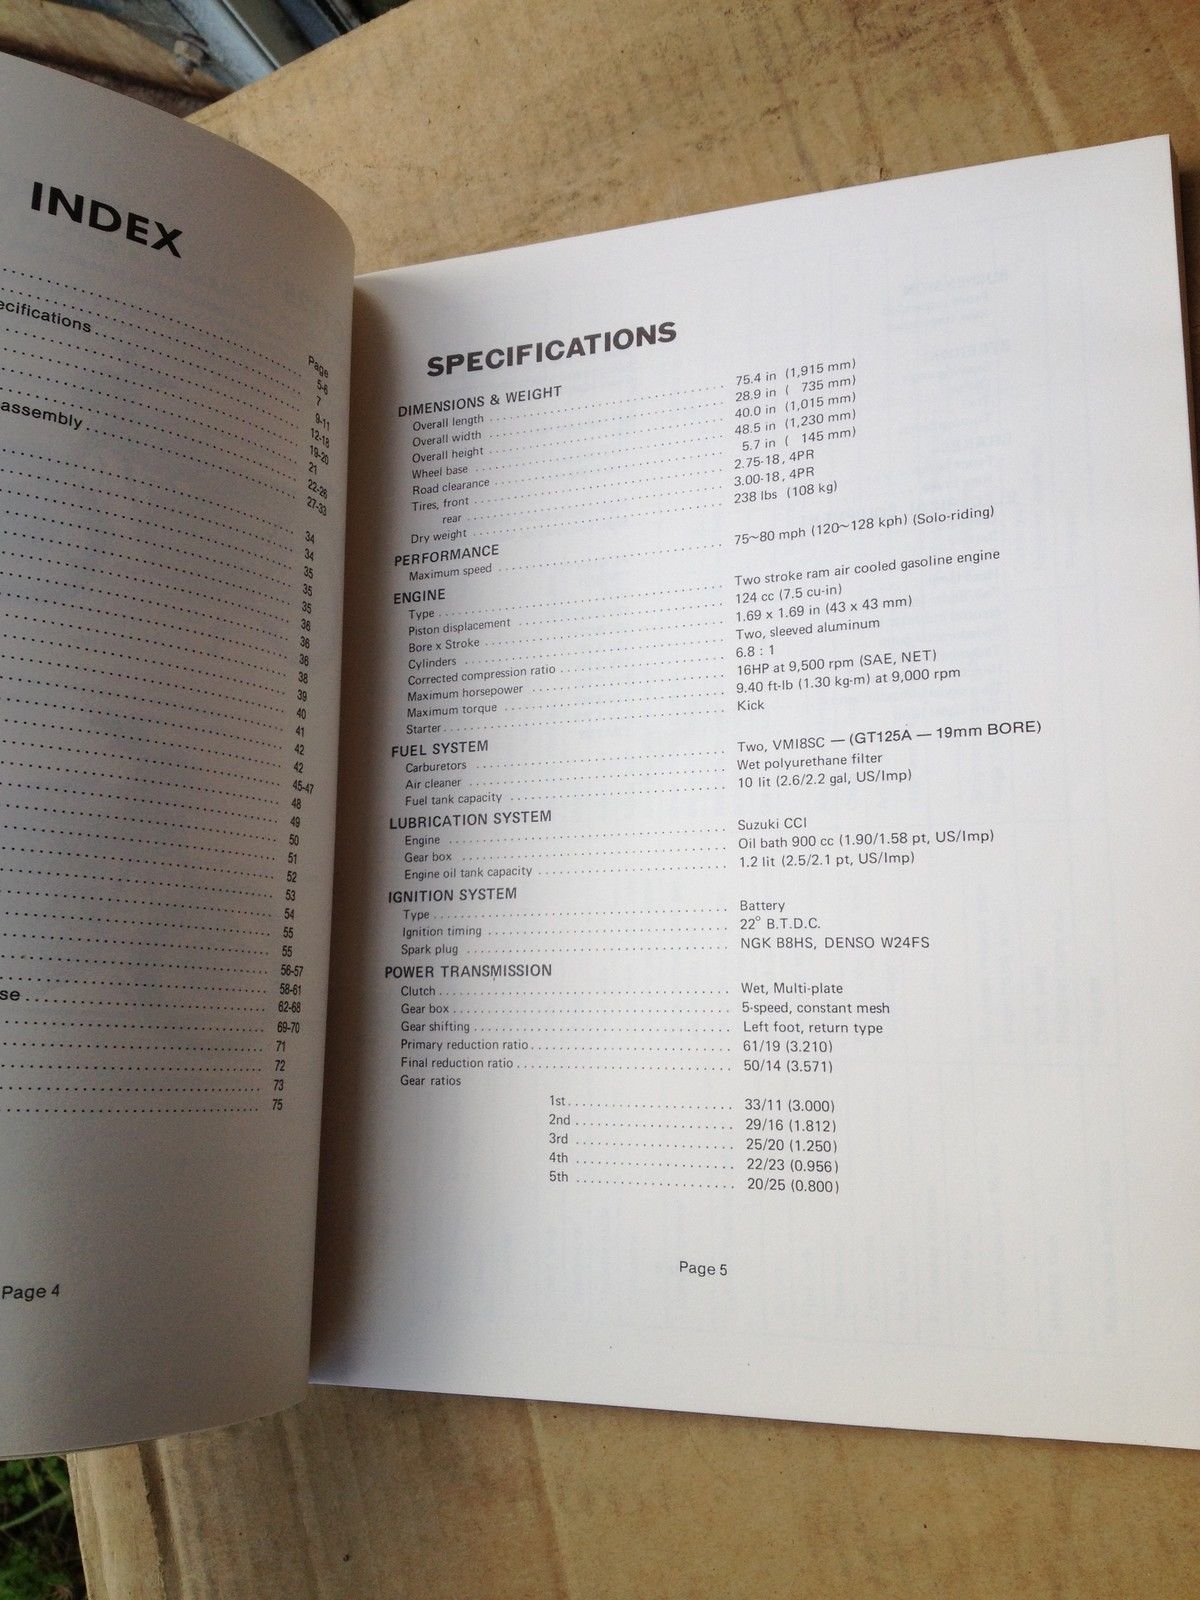 INDEX
Page
5-6
ecifications
7
9-11
12-18
19-20
assembly
21
22-26
27-33
34
34
35
35
35
36
36
36
38
39
40
41
42
42
45-47
48
49
50
51
52
53
54
55
55
56-57
58-61
se
62-68
69-70
71
72
73
75
Page 4
SPECIFICATIONS
DIMENSIONS & WEIGHT
Overall length 75.4 in (1,915 mm)
Overall width 28.9 in ( 735 mm)
Overall height 40.0 in (1,015 mm)
Wheel base 48.5 in (1,230 mm)
Road clearance 5.7 in ( 145 mm)
Tires, front 2.75-18, 4PR
rear 3.00-18, 4PR
Dry weight 238 lbs (108 kg)
PERFORMANCE
Maximum speed 75~80 mph (120~128 kph) (Solo-riding)
ENGINE
Type Two stroke ram air cooled gasoline engine
Piston displacement 124 cc (7.5 cu-in)
Bore x Stroke 1.69 x 1.69 in (43 x 43 mm)
Cylinders Two, sleeved aluminum
Corrected compression ratio 6.8 : 1
Maximum horsepower 16HP at 9,500 rpm (SAE, NET)
Maximum torque 9.40 ft-lb (1.30 kg-m) at 9,000 rpm
Starter Kick
FUEL SYSTEM
Carburetors Two, VMI8SC — (GT125A — 19mm BORE)
Air cleaner Wet polyurethane filter
Fuel tank capacity 10 lit (2.6/2.2 gal, US/Imp)
LUBRICATION SYSTEM
Engine Suzuki CCI
Gear box Oil bath 900 cc (1.90/1.58 pt, US/Imp)
Engine oil tank capacity 1.2 lit (2.5/2.1 pt, US/Imp)
IGNITION SYSTEM
Type Battery
Ignition timing 22° B.T.D.C.
Spark plug NGK B8HS, DENSO W24FS
POWER TRANSMISSION
Clutch Wet, Multi-plate
Gear box 5-speed, constant mesh
Gear shifting Left foot, return type
Primary reduction ratio 61/19 (3.210)
Final reduction ratio 50/14 (3.571)
Gear ratios
1st 33/11 (3.000)
2nd 29/16 (1.812)
3rd 25/20 (1.250)
4th 22/23 (0.956)
5th 20/25 (0.800)
Page 5